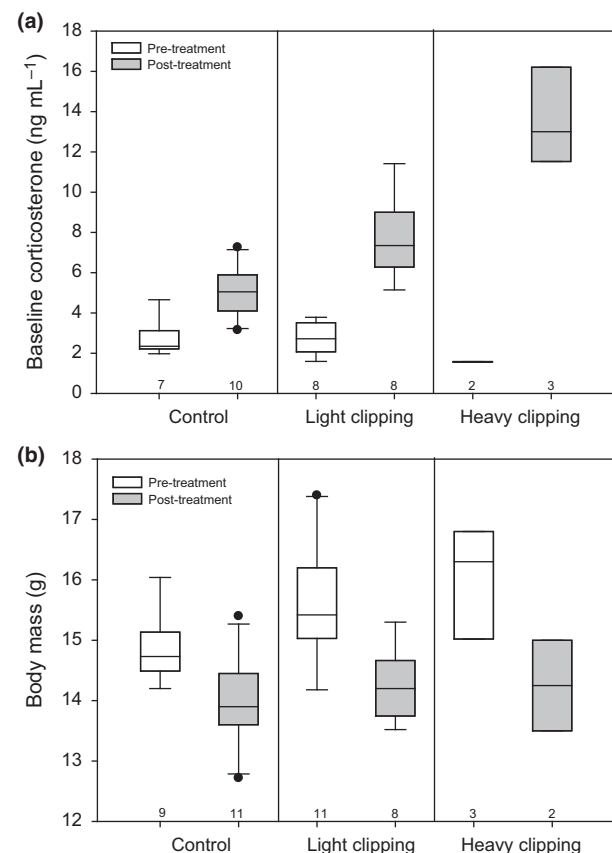 (a)
18
16
14
12
10
8
6
4
2
0
Baseline corticosterone (ng mL⁻¹)
Pre-treatment
Post-treatment
7 10 8 8 2 3
Control Light clipping Heavy clipping
(b)
18
17
16
15
14
13
12
Body mass (g)
Pre-treatment
Post-treatment
9 11 11 8 3 2
Control Light clipping Heavy clipping